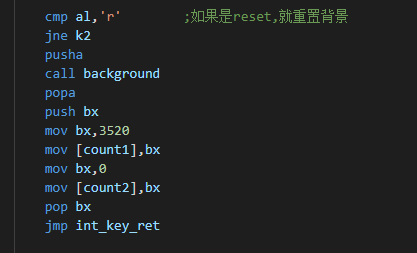 cmp al,'r' ;如果是reset,就重置背景
jne k2
pusha
call background
popa
push bx
mov bx,3520
mov [count1],bx
mov bx,0
mov [count2],bx
pop bx
jmp int_key_ret